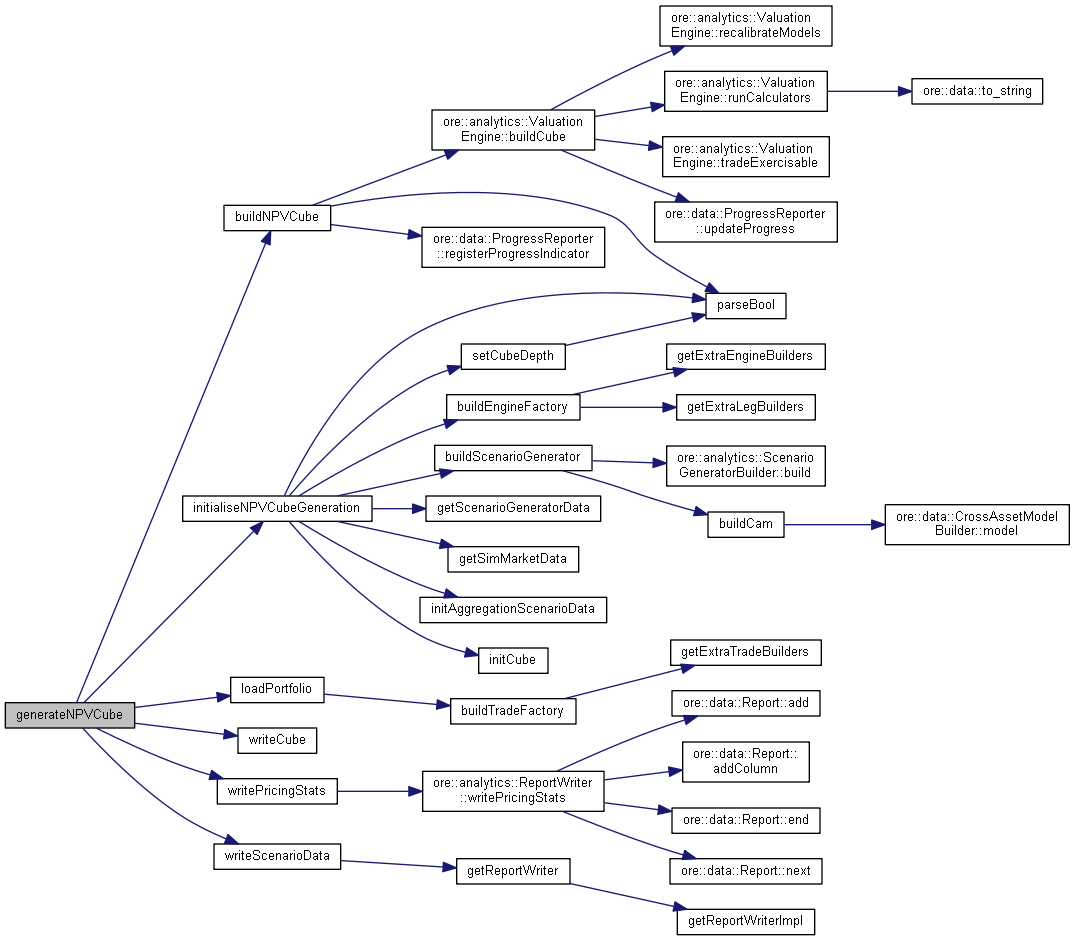 ore::analytics::Valuation
Engine::recalibrateModels
ore::analytics::Valuation
Engine::runCalculators
ore::data::to_string
ore::analytics::Valuation
Engine::buildCube
ore::analytics::Valuation
Engine::tradeExercisable
buildNPVCube
ore::data::ProgressReporter
::updateProgress
ore::data::ProgressReporter
::registerProgressIndicator
parseBool
setCubeDepth
getExtraEngineBuilders
buildEngineFactory
getExtraLegBuilders
buildScenarioGenerator
ore::analytics::Scenario
GeneratorBuilder::build
initialiseNPVCubeGeneration
getScenarioGeneratorData
buildCam
ore::data::CrossAssetModel
Builder::model
getSimMarketData
initAggregationScenarioData
initCube
getExtraTradeBuilders
loadPortfolio
buildTradeFactory
generateNPVCube
writeCube
ore::data::Report::add
ore::data::Report::
addColumn
writePricingStats
ore::analytics::ReportWriter
::writePricingStats
ore::data::Report::end
writeScenarioData
getReportWriter
ore::data::Report::next
getReportWriterImpl